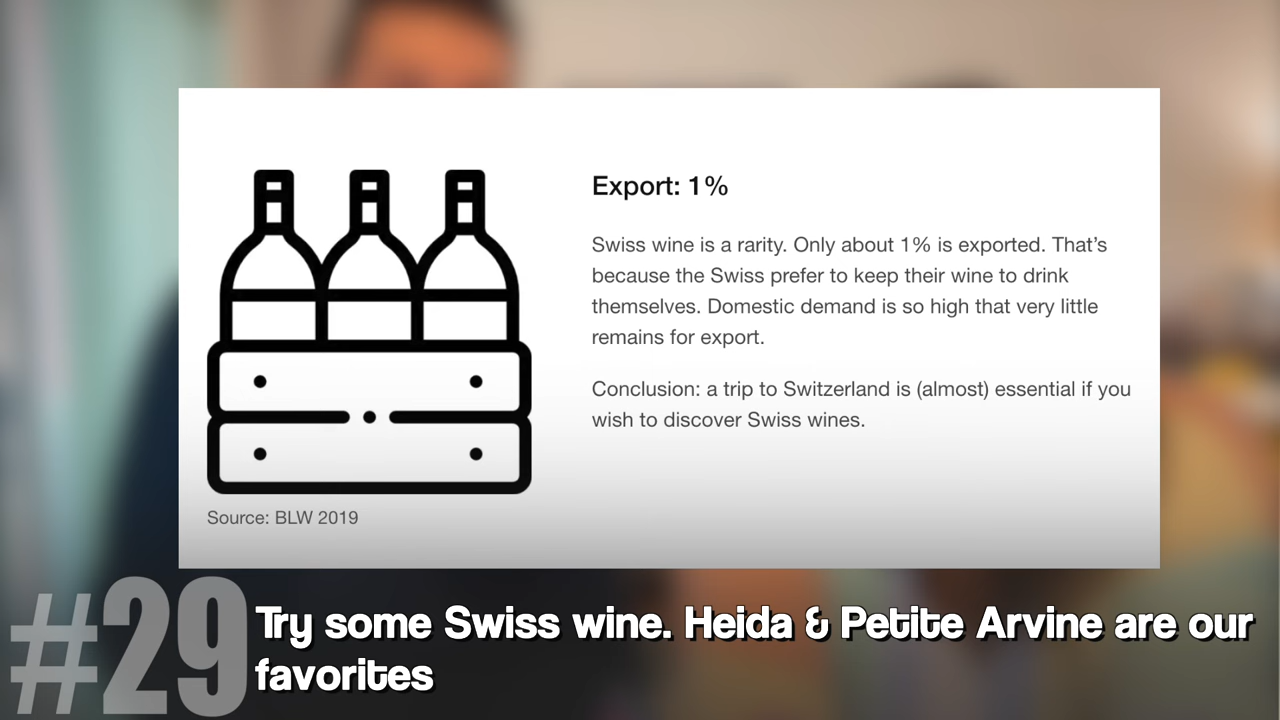 Export: 1%
Swiss wine is a rarity. Only about 1% is exported. That's
because the Swiss prefer to keep their wine to drink
themselves. Domestic demand is so high that very little
remains for export.
Conclusion: a trip to Switzerland is (almost) essential if you
wish to discover Swiss wines.
Source: BLW 2019
#29
Try some Swiss wine. Heida & Petite Arvine are our
favorites